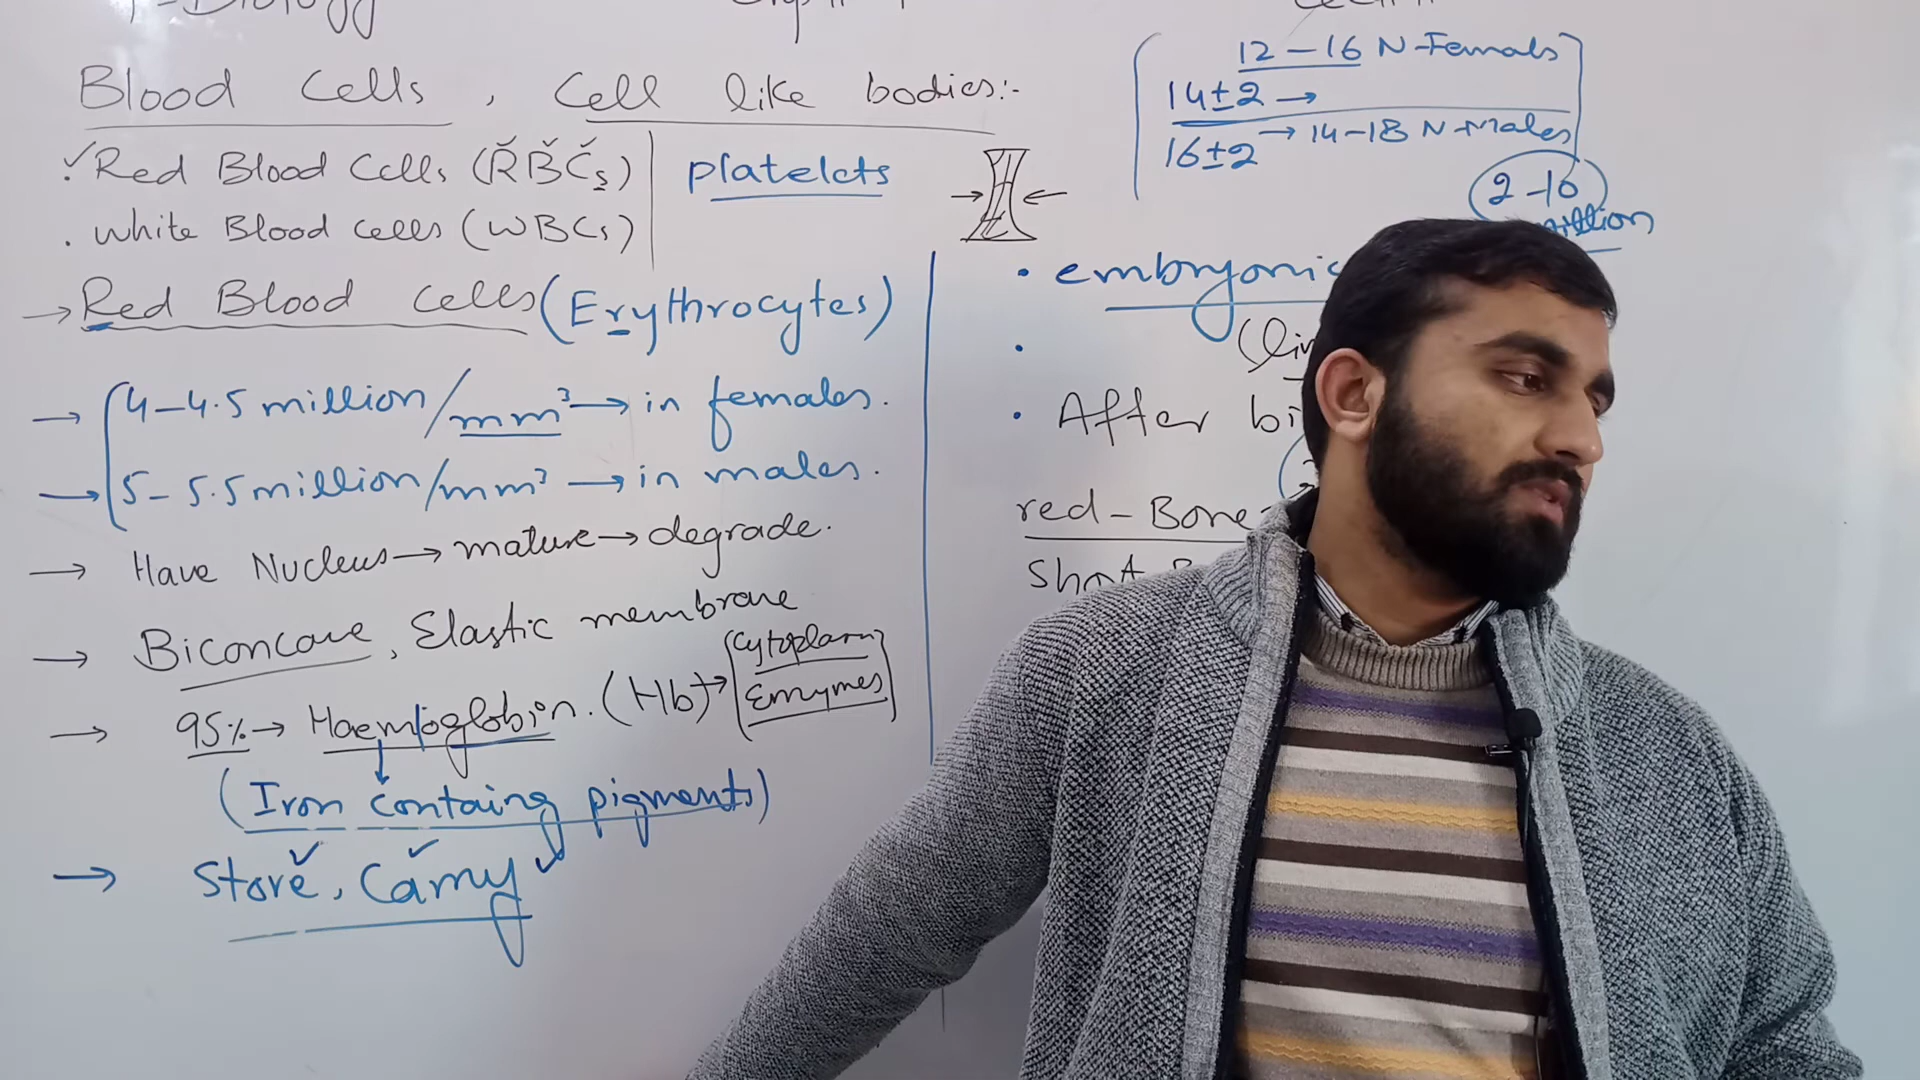 Biology
Blood Cells, Cell like bodies:-
✓ Red Blood Cells (RBCs)
platelets
. White Blood cells (WBCs)
→ Red Blood cells (Erythrocytes)
→ 4-4.5 million/mm³ → in females.
→ 5-5.5 million/mm³ → in males.
→ Have Nucleus → mature → degrade.
→ Biconcave, Elastic membrane
→ 95% → Haemoglobin. (Hb) → Cytoplasm
Enzymes
(Iron containg pigments)
→ Store, Carry
12-16 N-Females
14±2 →
16±2 → 14-18 N-Males
2-10
million
• embryonic
•
• After
red-Bone-
Short